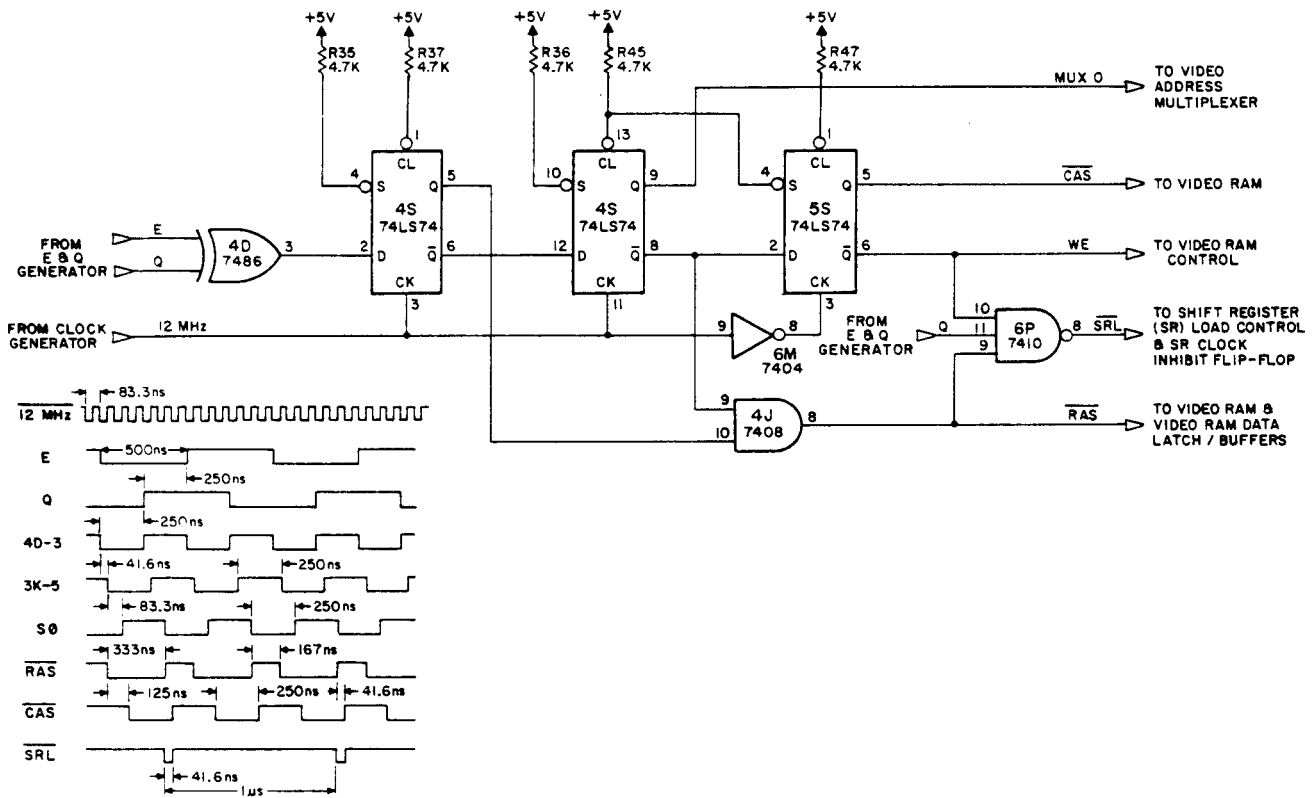 +5V
+5V
+5V
+5V
+5V
R35
4.7K
R37
4.7K
R36
4.7K
R45
4.7K
R47
4.7K
MUX 0
TO VIDEO
ADDRESS
MULTIPLEXER
1
13
1
CL
CL
CL
4
S
Q
5
10
S
Q
9
4
S
Q
5
CAS
TO VIDEO RAM
4S
74LS74
4S
74LS74
5S
74LS74
FROM
E & Q
GENERATOR
E
Q
4D
7486
3
2
D
Q
6
12
D
Q
8
2
D
Q
6
WE
TO VIDEO RAM
CONTROL
CK
CK
CK
3
11
3
FROM CLOCK
GENERATOR
12 MHz
9
8
6M
7404
FROM
E & Q
GENERATOR
Q
10
11
9
6P
7410
8
SRL
TO SHIFT REGISTER
(SR) LOAD CONTROL
& SR CLOCK
INHIBIT FLIP-FLOP
9
10
4J
7408
8
RAS
TO VIDEO RAM &
VIDEO RAM DATA
LATCH / BUFFERS
83.3ns
12 MHz
E
500ns
250ns
Q
250ns
4D-3
41.6ns
250ns
3K-5
83.3ns
250ns
SØ
333ns
167ns
RAS
125ns
250ns
41.6ns
CAS
SRL
41.6ns
1µs